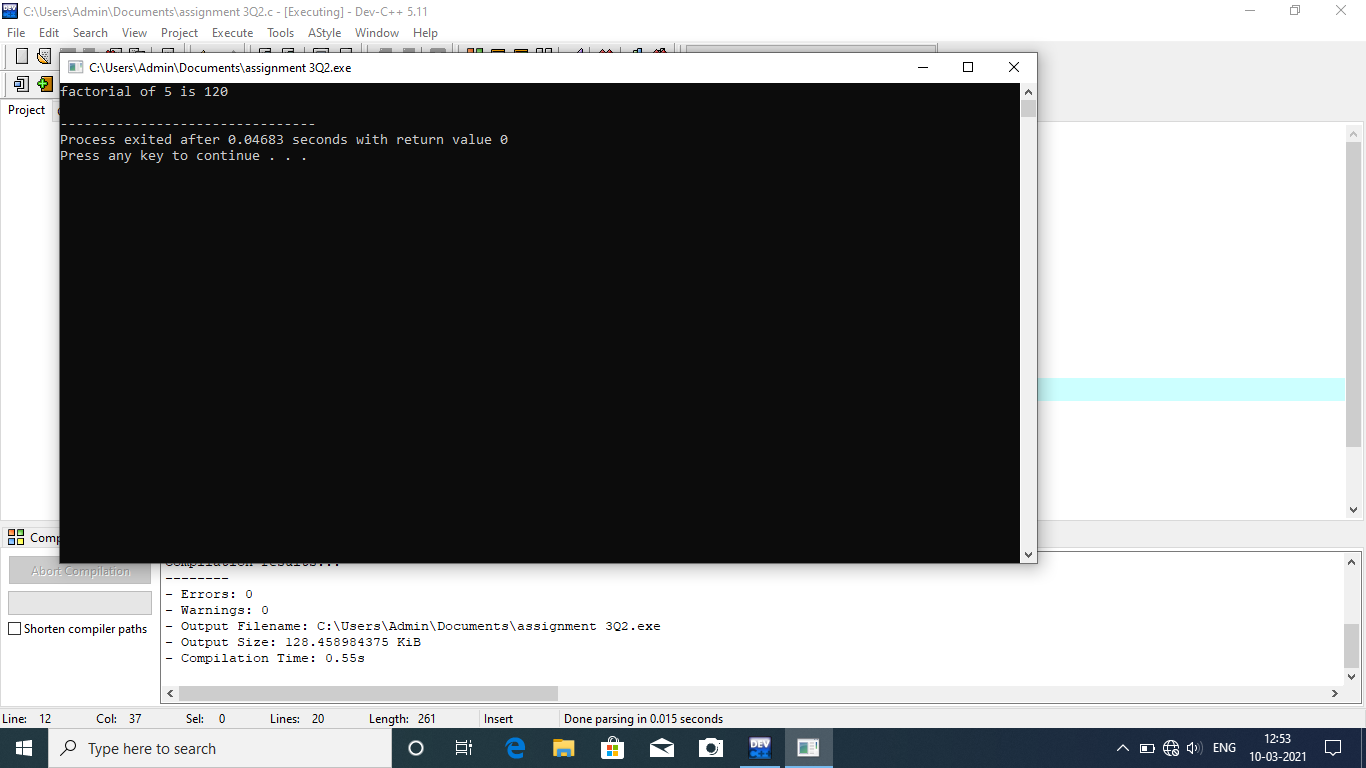 C:\Users\Admin\Documents\assignment 3Q2.c - [Executing] - Dev-C++ 5.11
File Edit Search View Project Execute Tools AStyle Window Help
C:\Users\Admin\Documents\assignment 3Q2.exe
Project
factorial of 5 is 120
--------------------------------
Process exited after 0.04683 seconds with return value 0
Press any key to continue . . .
Abort Compilation
Shorten compiler paths
Compilation results...
--------
- Errors: 0
- Warnings: 0
- Output Filename: C:\Users\Admin\Documents\assignment 3Q2.exe
- Output Size: 128.458984375 KiB
- Compilation Time: 0.55s
Line: 12 Col: 37 Sel: 0 Lines: 20 Length: 261 Insert Done parsing in 0.015 seconds
Type here to search
DEV
ENG
12:53
10-03-2021